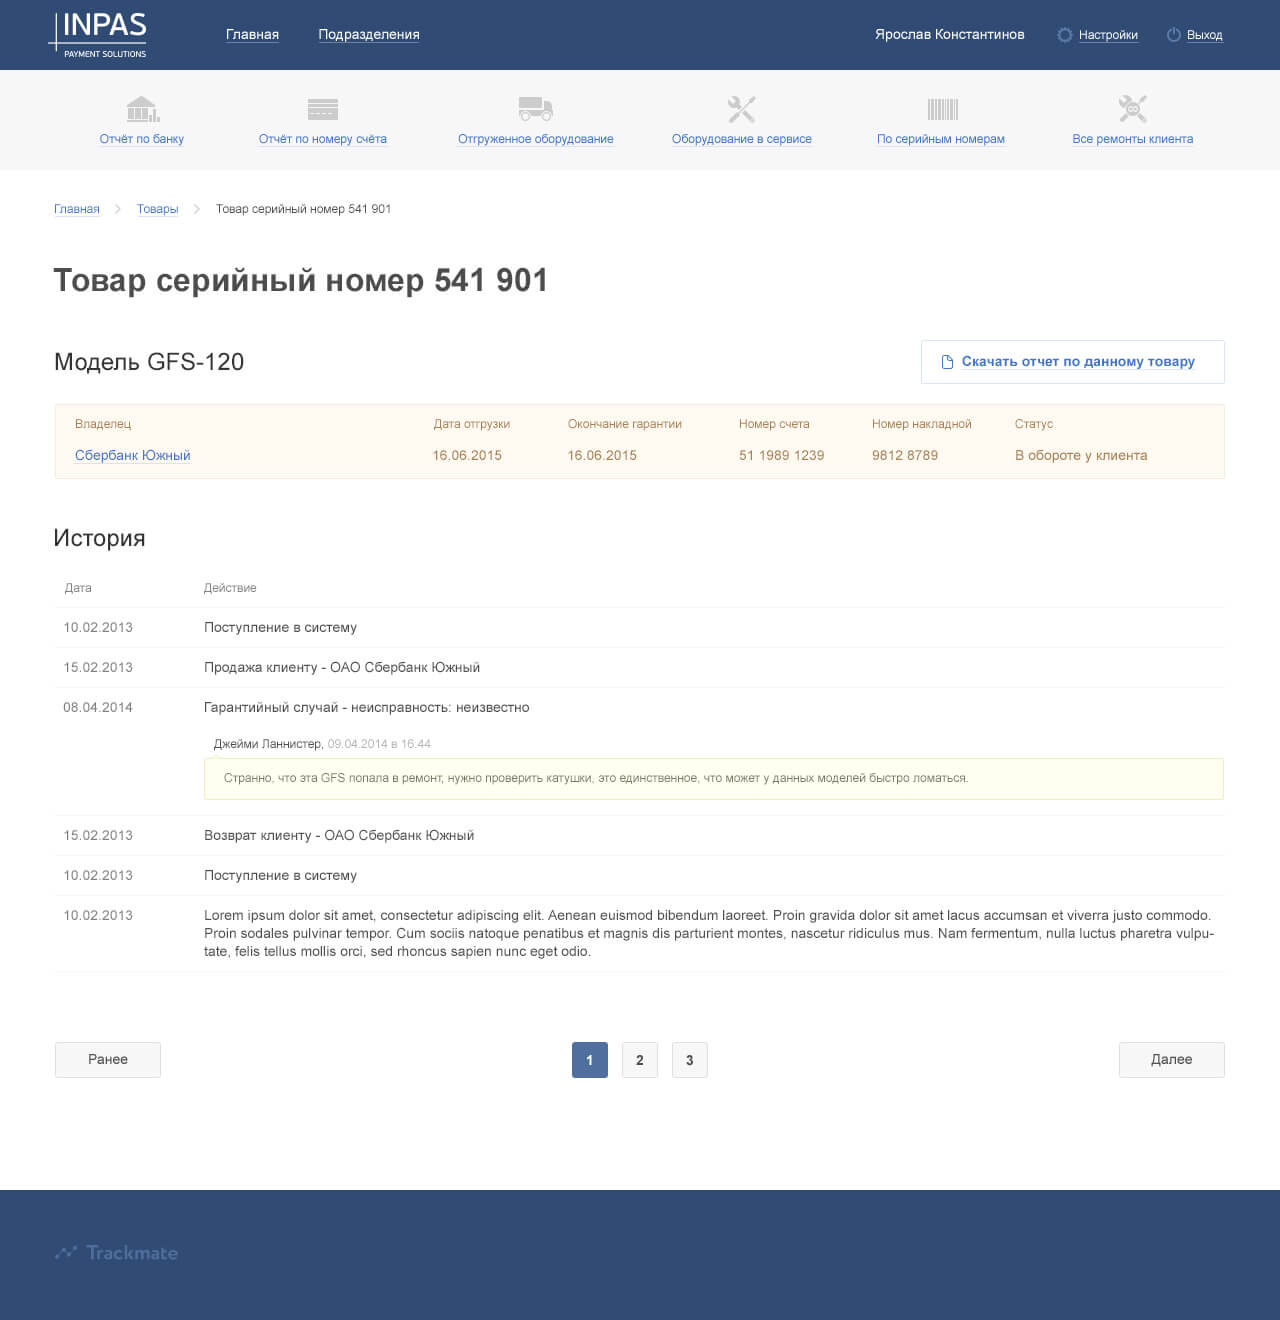 INPAS
PAYMENT SOLUTIONS
Главная
Подразделения
Ярослав Константинов
Настройки
Выход
Отчёт по банку
Отчёт по номеру счёта
Отгруженное оборудование
Оборудование в сервисе
По серийным номерам
Все ремонты клиента
Главная
Товары
Товар серийный номер 541 901
Товар серийный номер 541 901
Модель GFS-120
Скачать отчет по данному товару
Владелец
Дата отгрузки
Окончание гарантии
Номер счета
Номер накладной
Статус
Сбербанк Южный
16.06.2015
16.06.2015
51 1989 1239
9812 8789
В обороте у клиента
История
Дата
Действие
10.02.2013
Поступление в систему
15.02.2013
Продажа клиенту - ОАО Сбербанк Южный
08.04.2014
Гарантийный случай - неисправность: неизвестно
Джейми Ланнистер, 09.04.2014 в 16:44
Странно, что эта GFS попала в ремонт, нужно проверить катушки, это единственное, что может у данных моделей быстро ломаться.
15.02.2013
Возврат клиенту - ОАО Сбербанк Южный
10.02.2013
Поступление в систему
10.02.2013
Lorem ipsum dolor sit amet, consectetur adipiscing elit. Aenean euismod bibendum laoreet. Proin gravida dolor sit amet lacus accumsan et viverra justo commodo.
Proin sodales pulvinar tempor. Cum sociis natoque penatibus et magnis dis parturient montes, nascetur ridiculus mus. Nam fermentum, nulla luctus pharetra vulpu-
tate, felis tellus mollis orci, sed rhoncus sapien nunc eget odio.
Ранее
1
2
3
Далее
Trackmate